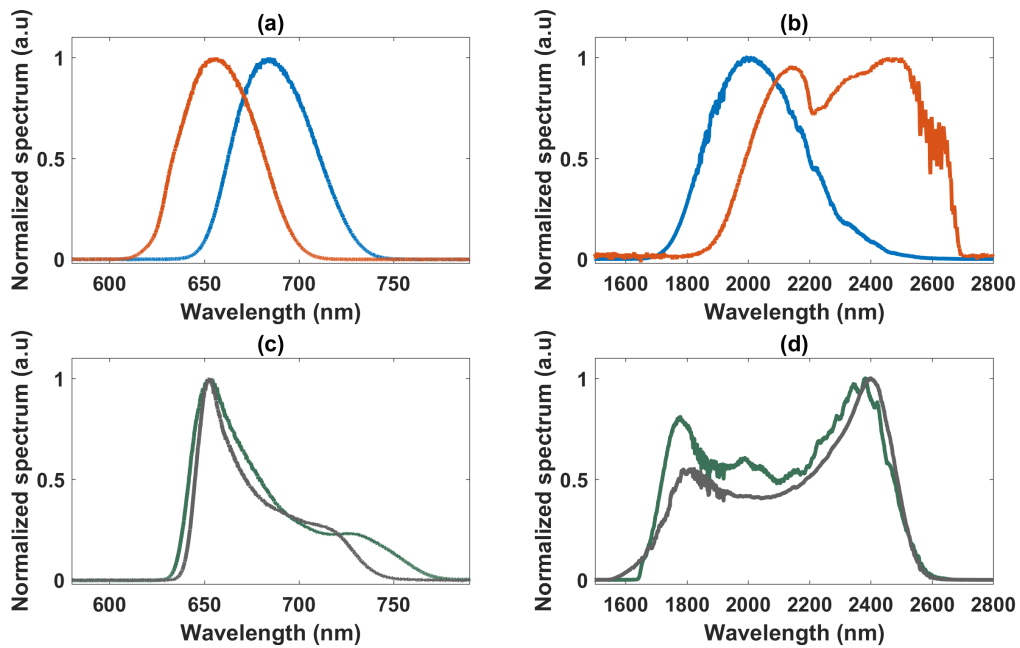 (a)
Normalized spectrum (a.u)
1
0.5
0
600 650 700 750
Wavelength (nm)
(b)
Normalized spectrum (a.u)
1
0.5
0
1600 1800 2000 2200 2400 2600 2800
Wavelength (nm)
(c)
Normalized spectrum (a.u)
1
0.5
0
600 650 700 750
Wavelength (nm)
(d)
Normalized spectrum (a.u)
1
0.5
0
1600 1800 2000 2200 2400 2600 2800
Wavelength (nm)